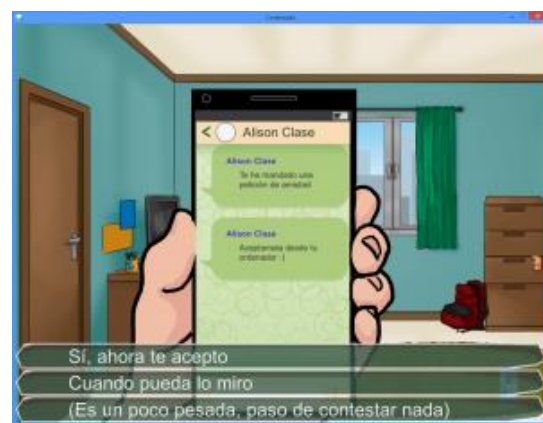 Alison Clase
Alison Clase
Te he mandado una
petición de amistad
Alison Clase
Aceptamela desde tu
ordenador :)
Sí, ahora te acepto
Cuando pueda lo miro
(Es un poco pesada, paso de contestar nada)